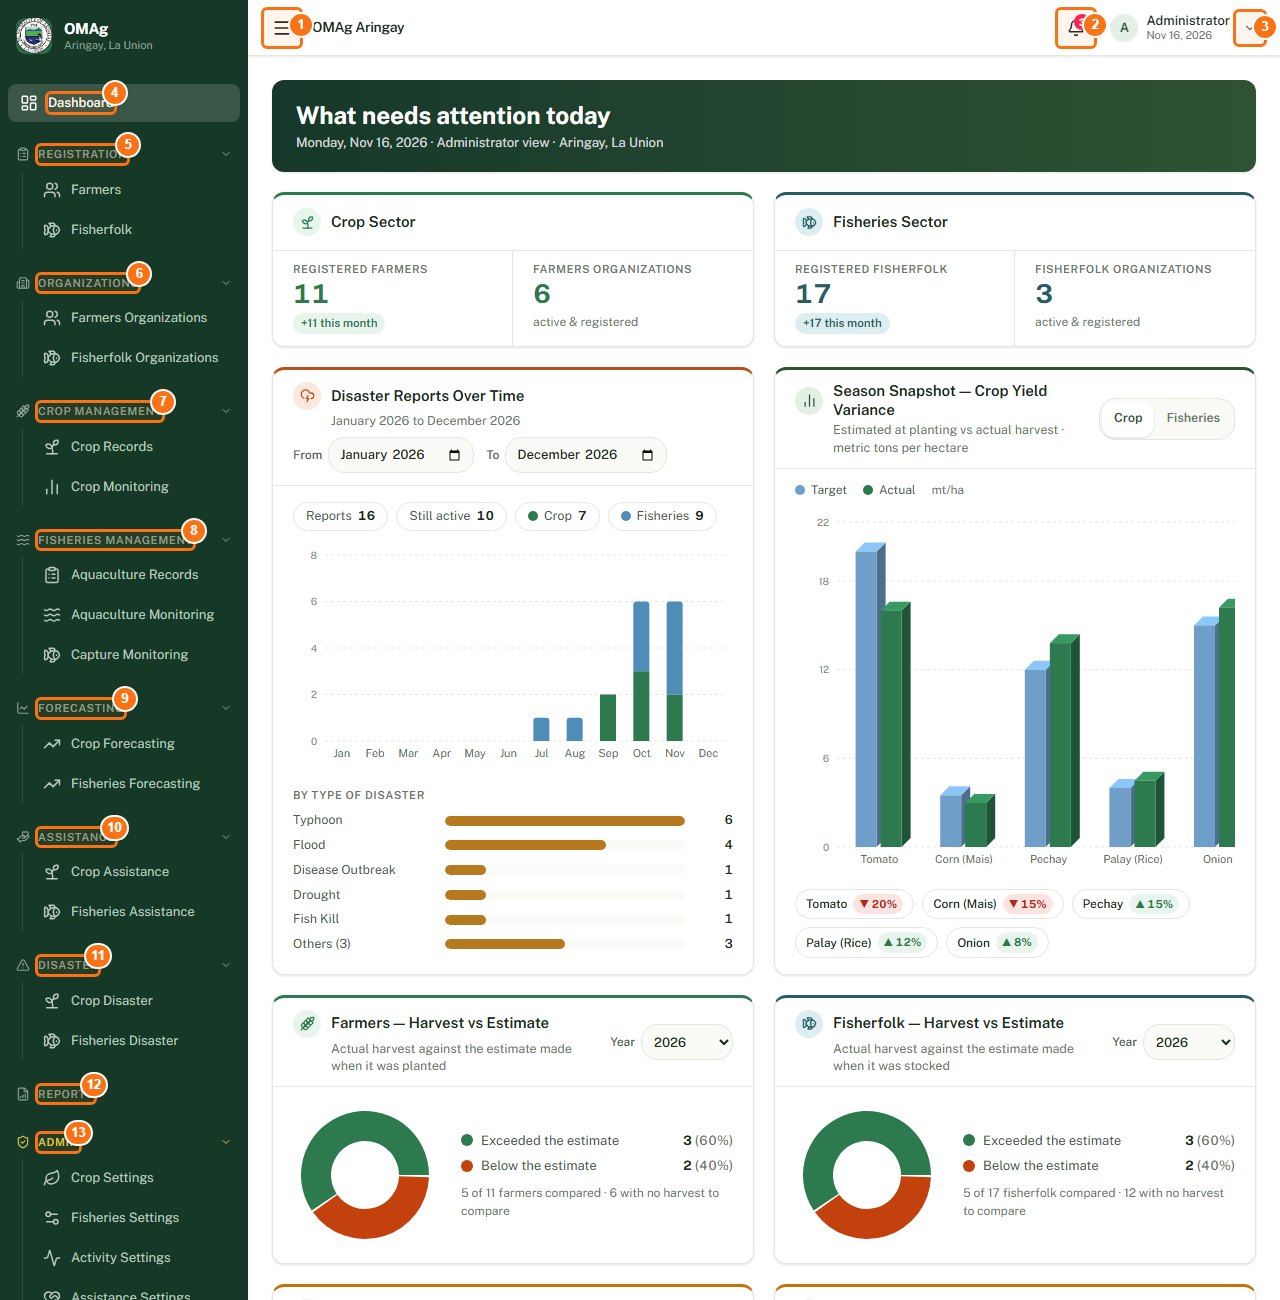 OMAg
Aringay, La Union
1
OMAg Aringay
2
A
Administrator
Nov 16, 2026
3
Dashboard
4
REGISTRATION
5
Farmers
Fisherfolk
ORGANIZATIONS
6
Farmers Organizations
Fisherfolk Organizations
CROP MANAGEMENT
7
Crop Records
Crop Monitoring
FISHERIES MANAGEMENT
8
Aquaculture Records
Aquaculture Monitoring
Capture Monitoring
FORECASTING
9
Crop Forecasting
Fisheries Forecasting
ASSISTANCE
10
Crop Assistance
Fisheries Assistance
DISASTER
11
Crop Disaster
Fisheries Disaster
REPORTS
12
ADMIN
13
Crop Settings
Fisheries Settings
Activity Settings
Assistance Settings
What needs attention today
Monday, Nov 16, 2026 · Administrator view · Aringay, La Union
Crop Sector
REGISTERED FARMERS
11
+11 this month
FARMERS ORGANIZATIONS
6
active & registered
Fisheries Sector
REGISTERED FISHERFOLK
17
+17 this month
FISHERFOLK ORGANIZATIONS
3
active & registered
Disaster Reports Over Time
January 2026 to December 2026
From January 2026 To December 2026
Reports 16 Still active 10 Crop 7 Fisheries 9
8
6
4
2
0
Jan Feb Mar Apr May Jun Jul Aug Sep Oct Nov Dec
BY TYPE OF DISASTER
Typhoon 6
Flood 4
Disease Outbreak 1
Drought 1
Fish Kill 1
Others (3) 3
Season Snapshot — Crop Yield
Variance
Estimated at planting vs actual harvest ·
metric tons per hectare
Crop Fisheries
Target Actual mt/ha
22
18
12
6
0
Tomato Corn (Mais) Pechay Palay (Rice) Onion
Tomato ▼20% Corn (Mais) ▼15% Pechay ▲15%
Palay (Rice) ▲12% Onion ▲8%
Farmers — Harvest vs Estimate
Actual harvest against the estimate made
when it was planted
Year 2026
Exceeded the estimate 3 (60%)
Below the estimate 2 (40%)
5 of 11 farmers compared · 6 with no harvest to
compare
Fisherfolk — Harvest vs Estimate
Actual harvest against the estimate made
when it was stocked
Year 2026
Exceeded the estimate 3 (60%)
Below the estimate 2 (40%)
5 of 17 fisherfolk compared · 12 with no harvest
to compare